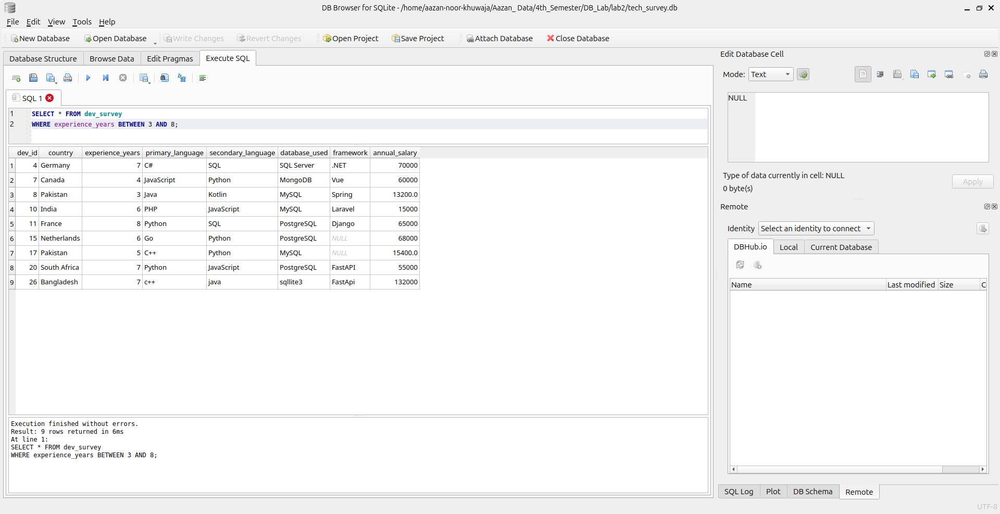 DB Browser for SQLite - /home/aazan-noor-khuwaja/Aazan_ Data/4th_Semester/DB_Lab/lab2/tech_survey.db
File Edit View Tools Help
New Database Open Database Write Changes Revert Changes Open Project Save Project Attach Database Close Database
Database Structure Browse Data Edit Pragmas Execute SQL
SQL 1
1 SELECT * FROM dev_survey
2 WHERE experience_years BETWEEN 3 AND 8;
dev_id country experience_years primary_language secondary_language database_used framework annual_salary
1 4 Germany 7 C# SQL SQL Server .NET 70000
2 7 Canada 4 JavaScript Python MongoDB Vue 60000
3 8 Pakistan 3 Java Kotlin MySQL Spring 13200.0
4 10 India 6 PHP JavaScript MySQL Laravel 15000
5 11 France 8 Python SQL PostgreSQL Django 65000
6 15 Netherlands 6 Go Python PostgreSQL NULL 68000
7 17 Pakistan 5 C++ Python MySQL NULL 15400.0
8 20 South Africa 7 Python JavaScript PostgreSQL FastAPI 55000
9 26 Bangladesh 7 c++ java sqllite3 FastApi 132000
Execution finished without errors.
Result: 9 rows returned in 6ms
At line 1:
SELECT * FROM dev_survey
WHERE experience_years BETWEEN 3 AND 8;
Edit Database Cell
Mode: Text
NULL
Type of data currently in cell: NULL
0 byte(s)
Apply
Remote
Identity Select an identity to connect
DBHub.io Local Current Database
Name Last modified Size C
SQL Log Plot DB Schema Remote
UTF-8